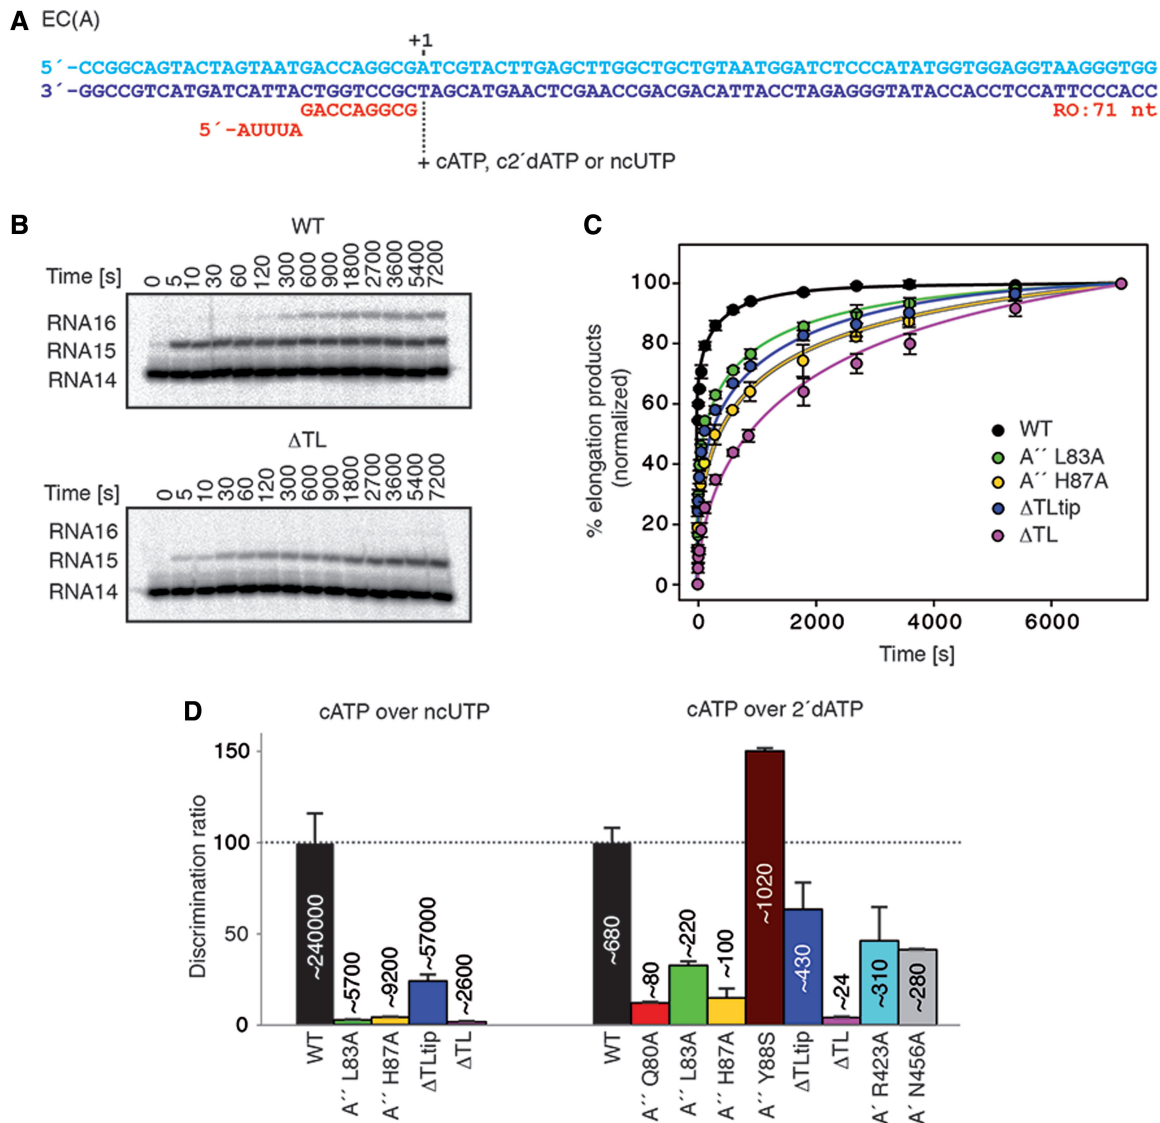 A EC(A)
+1
5´-CCGGCAGTACTAGTAATGACCAGGCGATCGTACTTGAGCTTGGCTGCTGTAATGGATCTCCCATATGGTGGAGGTAAGGGTGG
3´-GGCCGTCATGATCATTACTGGTCCGCTAGCATGAACTCGAACCGACGACATTACCTAGAGGGTATACCACCTCCATTCCCACC
GACCAGGCG RO:71 nt
5´-AUUUA
+ cATP, c2´dATP or ncUTP
B
WT
Time [s] 0 5 10 30 60 120 300 600 900 1800 2700 3600 5400 7200
RNA16
RNA15
RNA14
ΔTL
Time [s] 0 5 10 30 60 120 300 600 900 1800 2700 3600 5400 7200
RNA16
RNA15
RNA14
C
% elongation products
(normalized)
100
80
60
40
20
0
WT
A´´ L83A
A´´ H87A
ΔTLtip
ΔTL
0 2000 4000 6000
Time [s]
D
cATP over ncUTP cATP over 2´dATP
Discrimination ratio
150
100
50
0
~240000 ~5700 ~9200 ~57000 ~2600
~680 ~80 ~220 ~100 ~1020 ~430 ~24 ~310 ~280
WT A´´ L83A A´´ H87A ΔTLtip ΔTL
WT A´´ Q80A A´´ L83A A´´ H87A A´´ Y88S ΔTLtip ΔTL A´ R423A A´ N456A